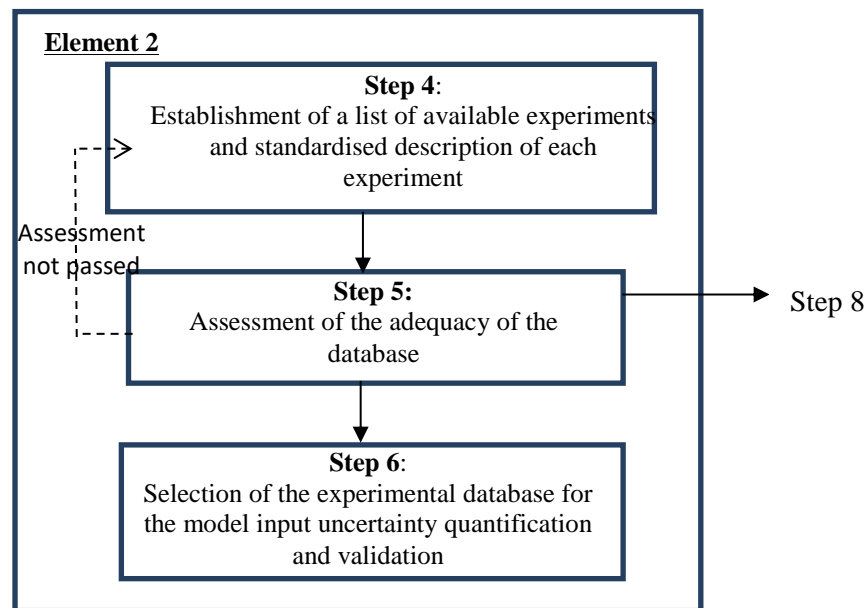 Element 2
Step 4:
Establishment of a list of available experiments
and standardised description of each
experiment
Assessment
not passed
Step 5:
Assessment of the adequacy of the
database
Step 8
Step 6:
Selection of the experimental database for
the model input uncertainty quantification
and validation